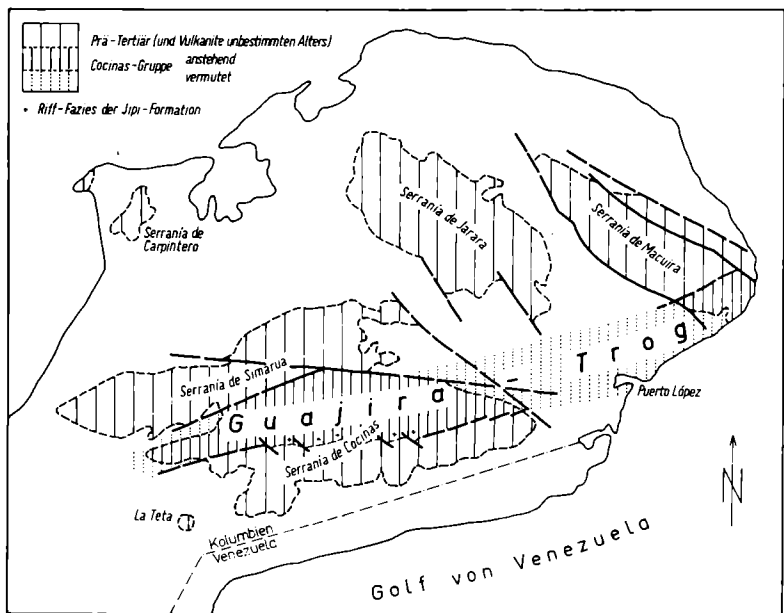 Prä-Tertiär (und Vulkanite unbestimmten Alters)
Cocinas-Gruppe anstehend
vermutet
• Riff-Fazies der Jipi-Formation
Serranía de
Carpintero
Serranía de Jarara
Serranía de Macuira
Serranía de Simarua
Guajira - Trog
Serranía de Cocinas
Puerto López
La Teta
Kolumbien
Venezuela
Golf von Venezuela
N